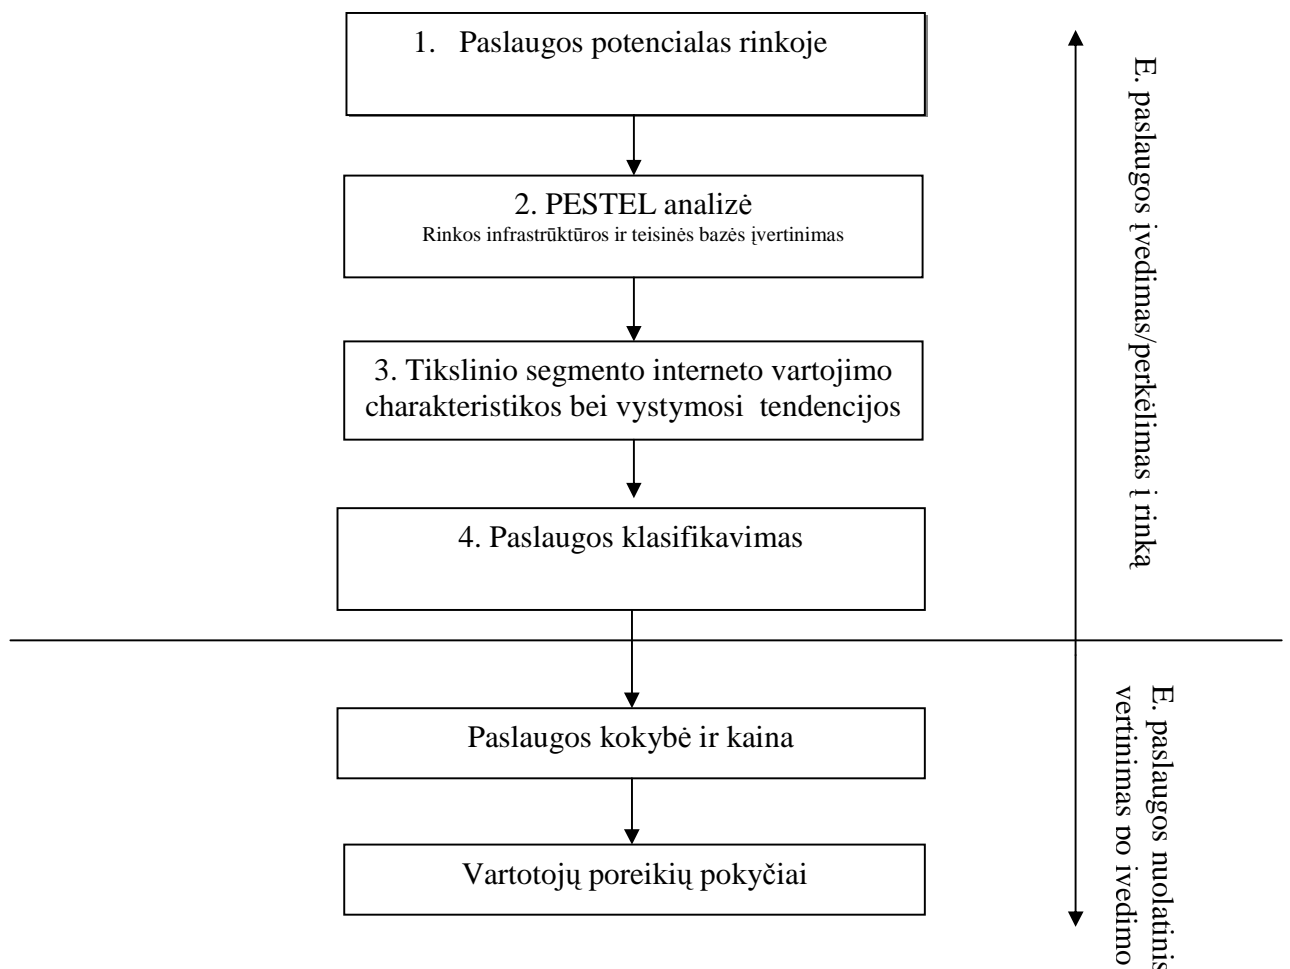 1. Paslaugos potencialas rinkoje
2. PESTEL analizė
Rinkos infrastrūktūros ir teisinės bazės įvertinimas
3. Tikslinio segmento interneto vartojimo
charakteristikos bei vystymosi tendencijos
4. Paslaugos klasifikavimas
E. paslaugos įvedimas/perkėlimas į rinką
Paslaugos kokybė ir kaina
Vartotojų poreikių pokyčiai
E. paslaugos nuolatinis
vertinimas po įvedimo